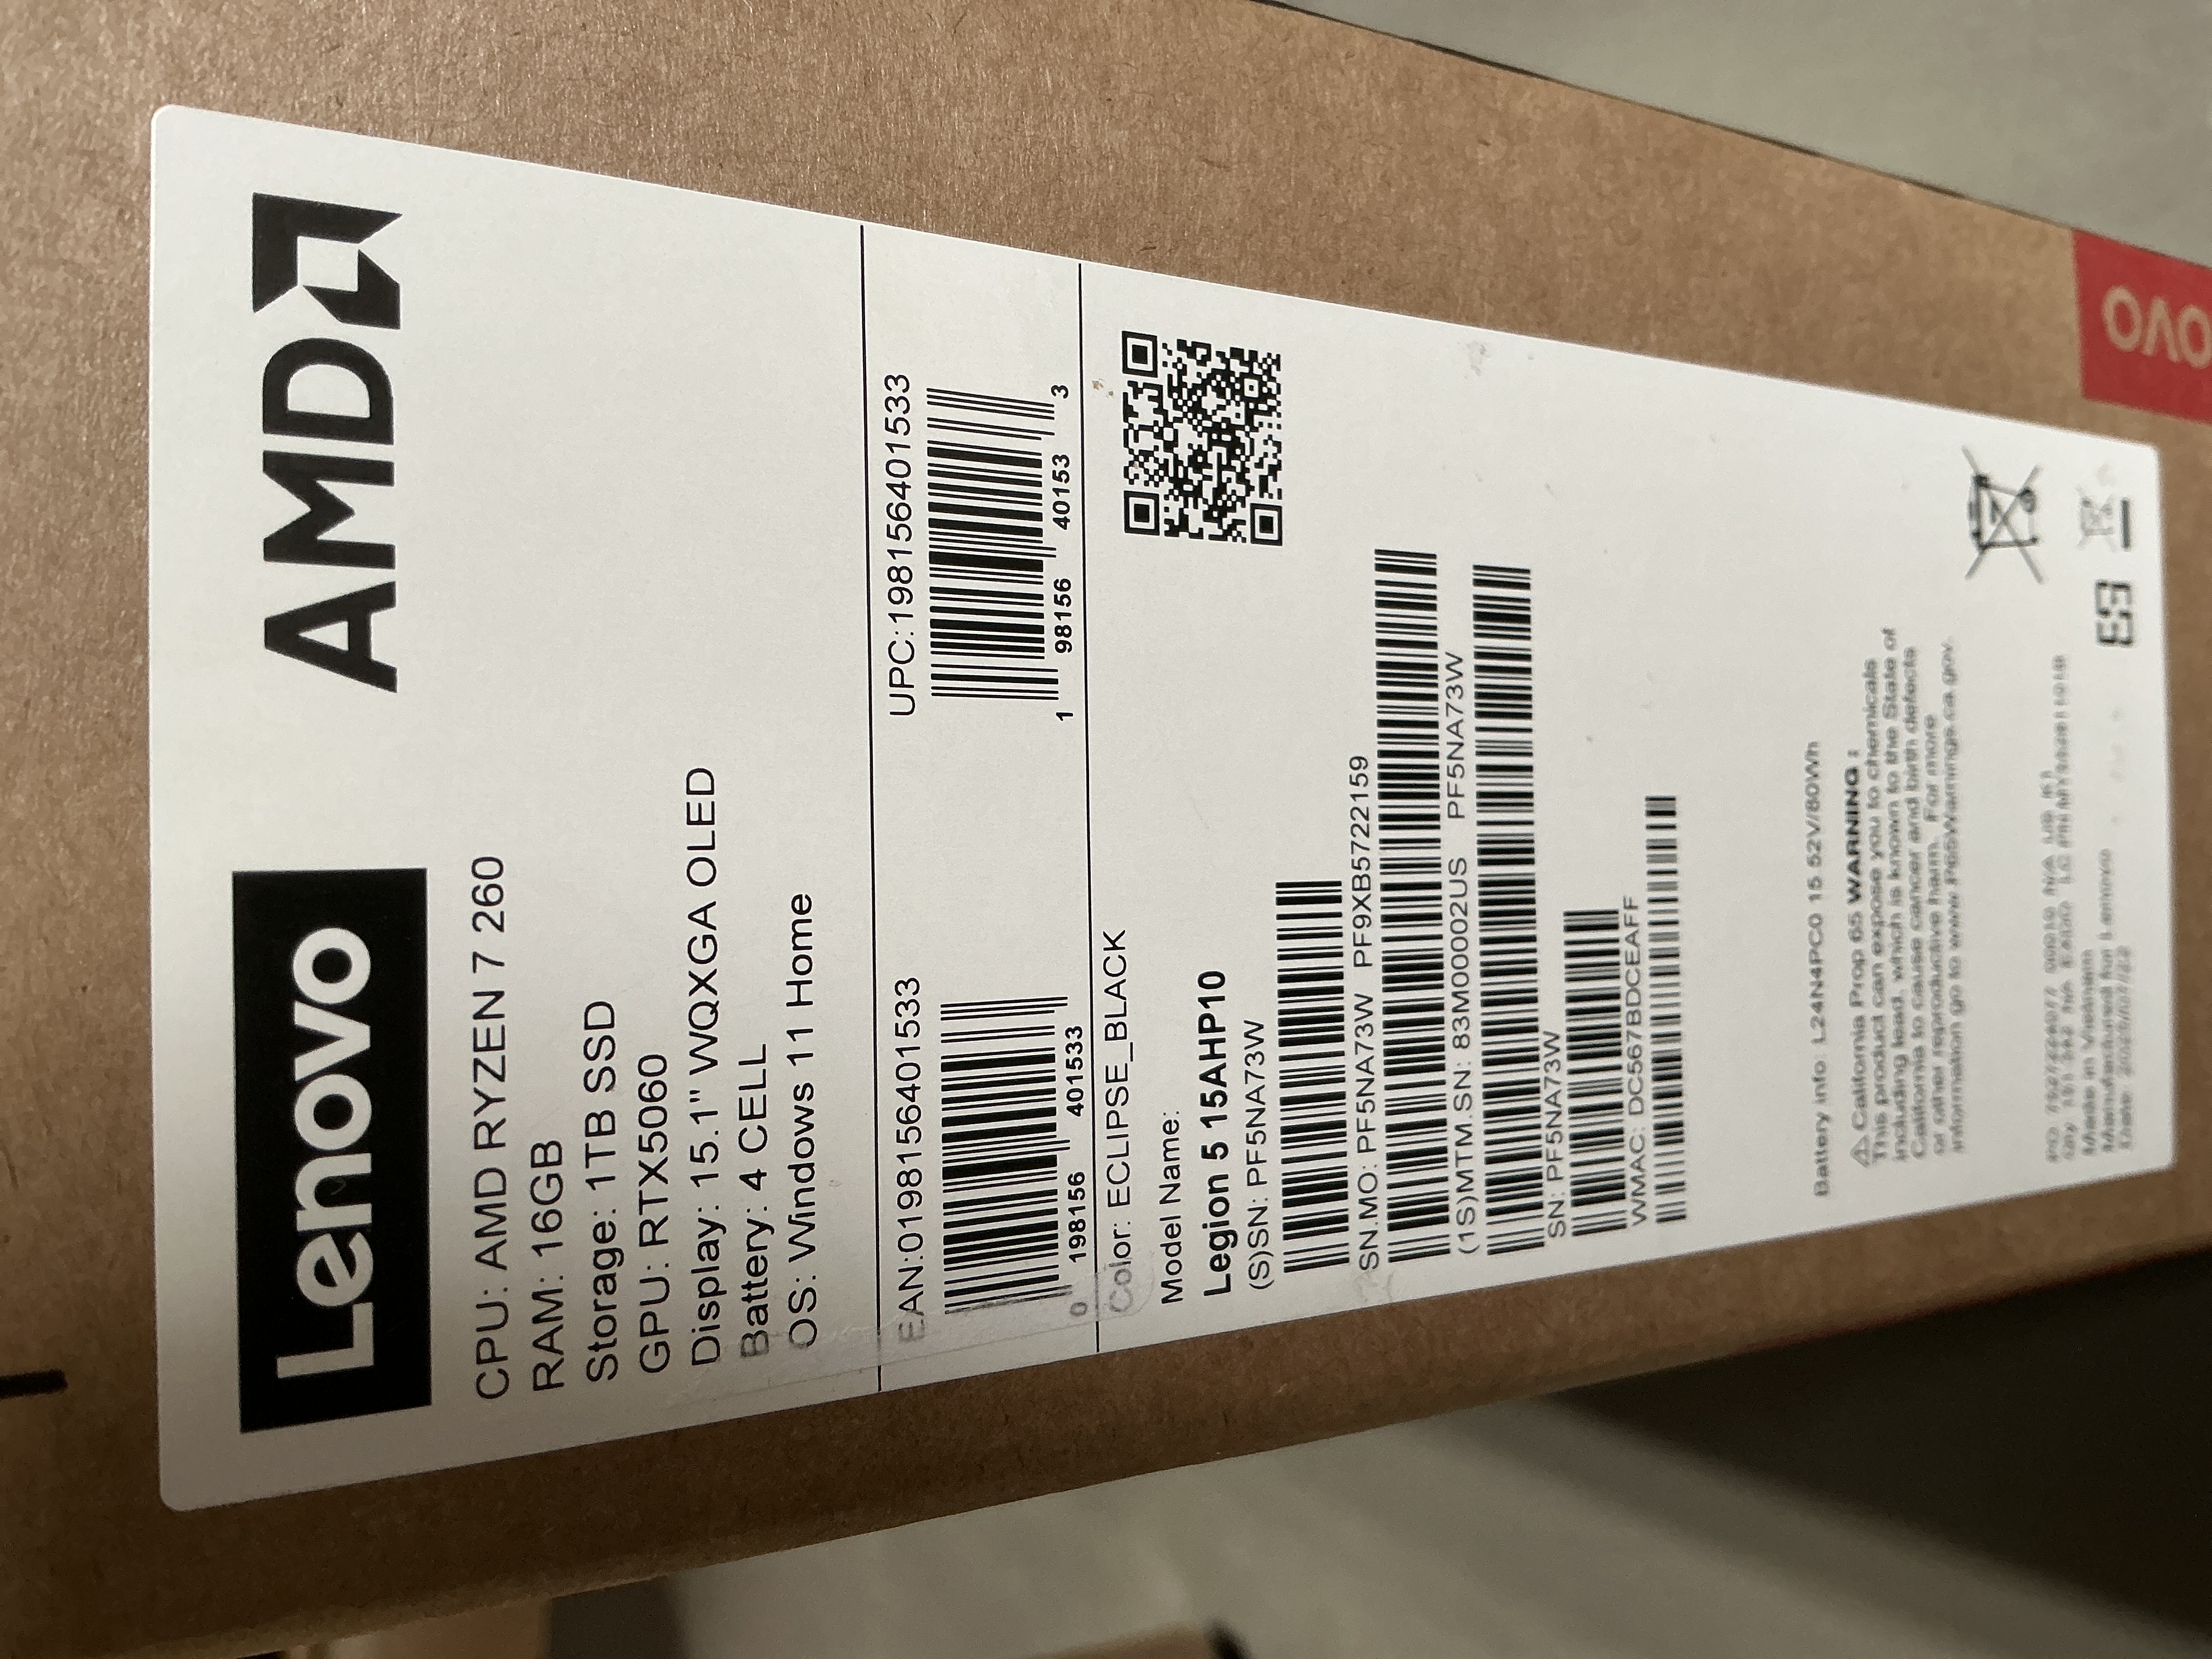 Lenovo AMD
CPU: AMD RYZEN 7 260
RAM: 16GB
Storage: 1TB SSD
GPU: RTX5060
Display: 15.1" WQXGA OLED
Battery: 4 CELL
OS: Windows 11 Home
EAN:0198156401533 UPC:198156401533
0 198156 401533 1 98156 40153 3
Color: ECLIPSE_BLACK
Model Name:
Legion 5 15AHP10
(S)SN: PF5NA73W
SN.MO: PF5NA73W PF9XB5722159
(1S)MTM.SN: 83M00002US PF5NA73W
SN: PF5NA73W
WMAC: DC567BDCEAFF
Battery info: L24N4PC0 15 52V/80Wh
⚠ California Prop 65 WARNING :
This product can expose you to chemicals
including lead, which is known to the State of
California to cause cancer and birth defects
or other reproductive harm. For more
information go to www.P65Warnings.ca.gov.
Made in Vietnam
Manufactured for Lenovo
ovo